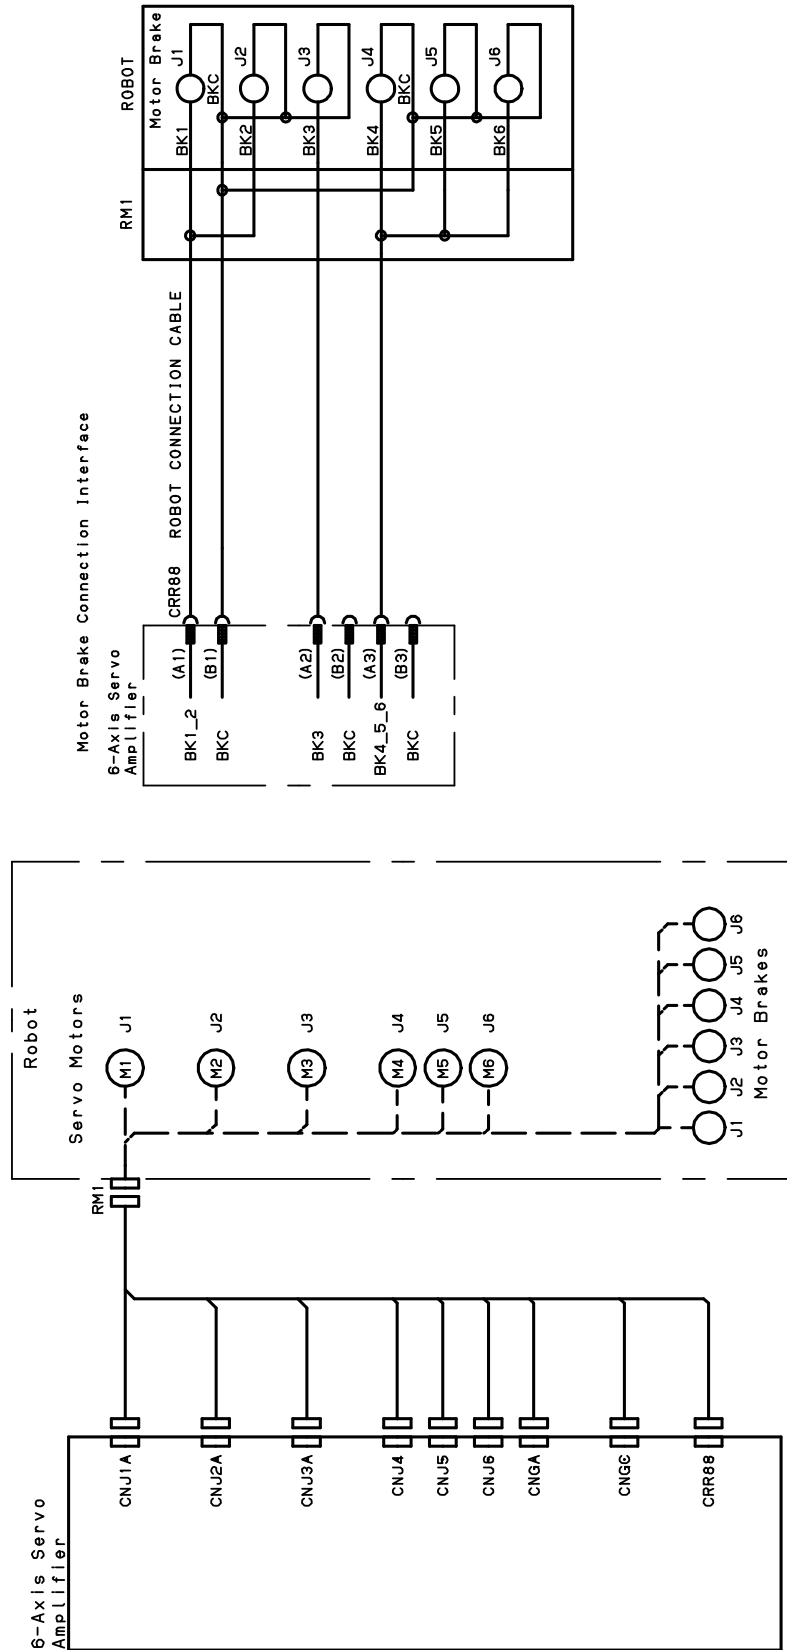 Motor Brake Connection Interface
6-Axis Servo
Amplifier
BK1_2
(A1)
CRR88
ROBOT CONNECTION CABLE
BKC
(B1)
BK3
(A2)
BKC
(B2)
BK4_5_6
(A3)
BKC
(B3)
RM1
ROBOT
Motor Brake
BK1
J1
BKC
BK2
J2
BK3
J3
BK4
J4
BKC
BK5
J5
BK6
J6
6-Axis Servo
Amplifier
CNJ1A
CNJ2A
CNJ3A
CNJ4
CNJ5
CNJ6
CNGA
CNGC
CRR88
RM1
Robot
Servo Motors
M1
J1
M2
J2
M3
J3
M4
J4
M5
J5
M6
J6
J1
J2
J3
J4
J5
J6
Motor Brakes